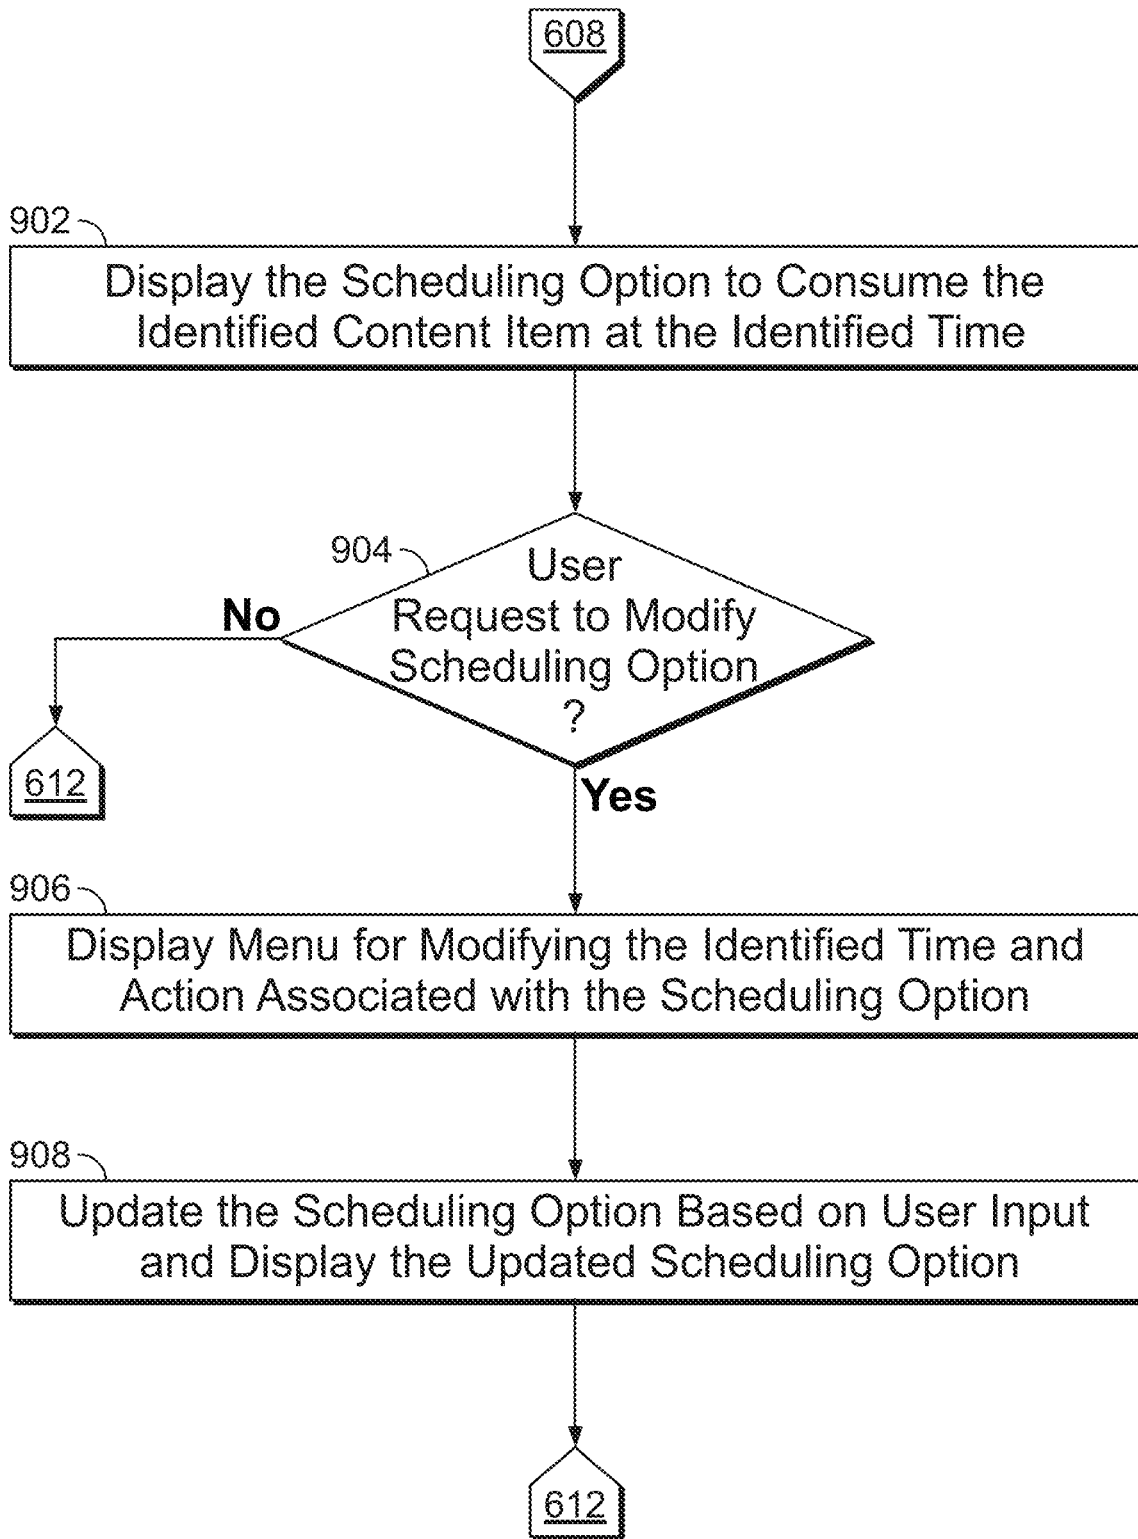 608
902
Display the Scheduling Option to Consume the
Identified Content Item at the Identified Time
904
User
Request to Modify
Scheduling Option
?
No
612
Yes
906
Display Menu for Modifying the Identified Time and
Action Associated with the Scheduling Option
908
Update the Scheduling Option Based on User Input
and Display the Updated Scheduling Option
612